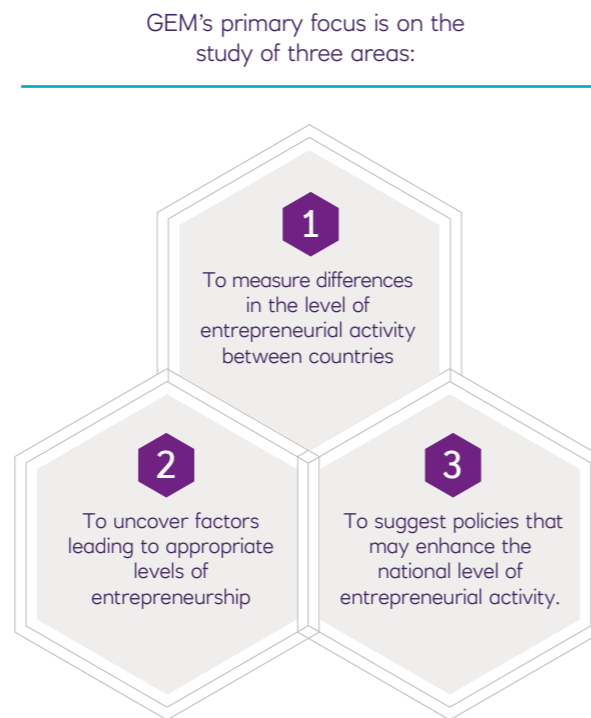 GEM's primary focus is on the
study of three areas:
1
To measure differences
in the level of
entrepreneurial activity
between countries
2
To uncover factors
leading to appropriate
levels of
entrepreneurship
3
To suggest policies that
may enhance the
national level of
entrepreneurial activity.